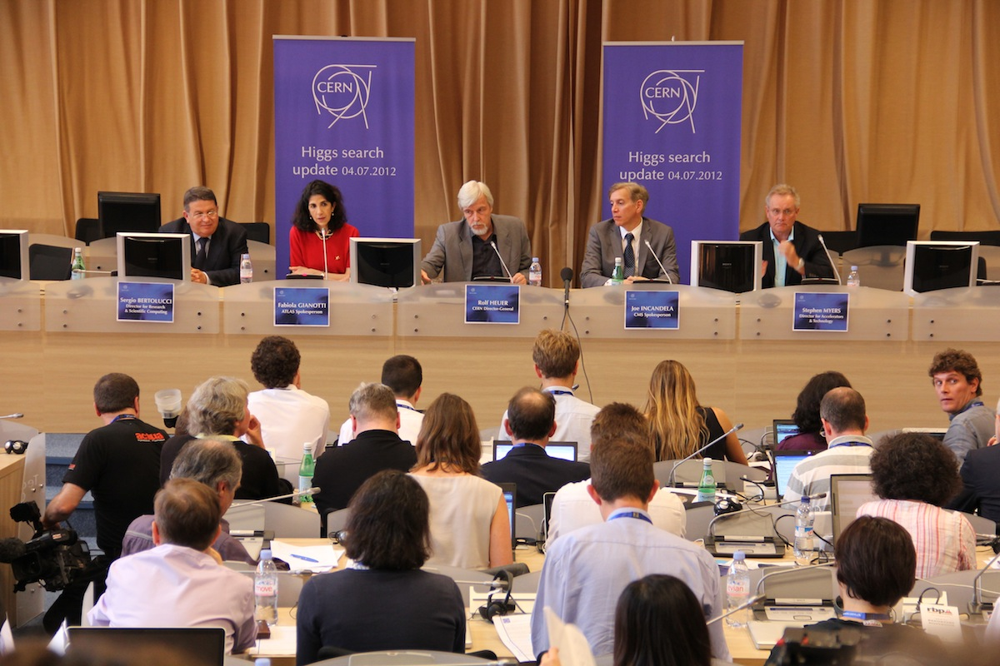 CERN
Higgs search
update 04.07.2012
CERN
Higgs search
update 04.07.2012
Sergio BERTOLUCCI
Director for Research
& Scientific Computing
Fabiola GIANOTTI
ATLAS Spokesperson
Rolf HEUER
CERN Director-General
Joe INCANDELA
CMS Spokesperson
Stephen MYERS
Director for Accelerators
& Technology
evian
rbp